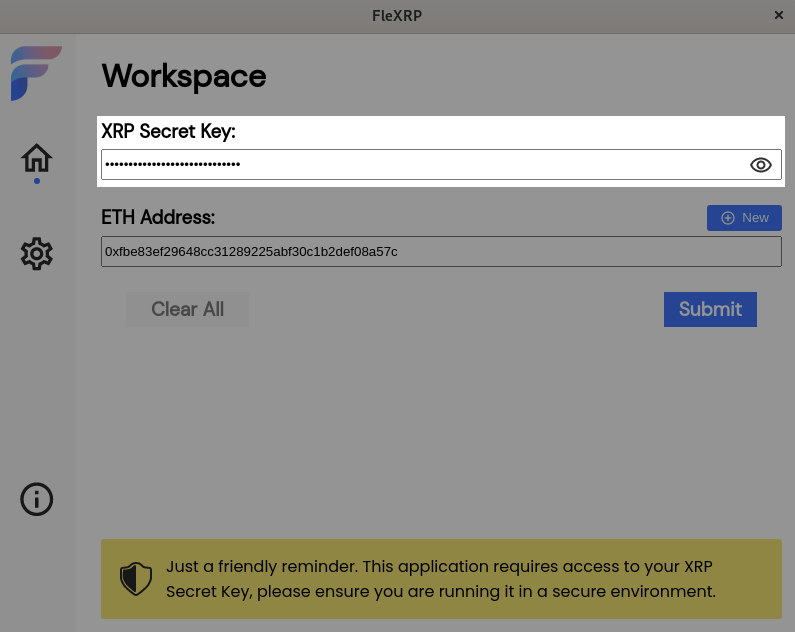 FleXRP
Workspace
XRP Secret Key:
•••••••••••••••••••••••••••••
ETH Address:
New
0xfbe83ef29648cc31289225abf30c1b2def08a57c
Clear All
Submit
Just a friendly reminder. This application requires access to your XRP
Secret Key, please ensure you are running it in a secure environment.